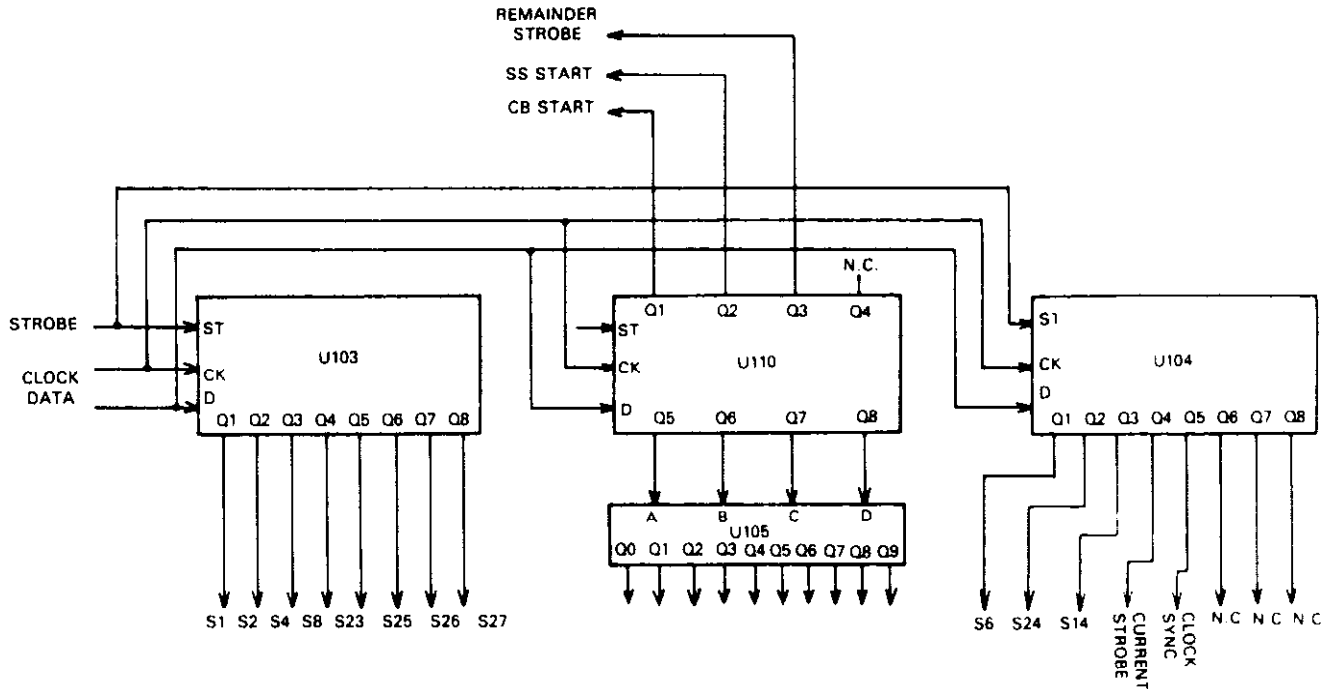 REMAINDER
STROBE
SS START
CB START
N.C.
Q1 Q2 Q3 Q4
STROBE
CLOCK
DATA
ST
U103
CK
D
Q1 Q2 Q3 Q4 Q5 Q6 Q7 Q8
ST
U110
CK
D
Q5 Q6 Q7 Q8
ST
U104
CK
D
Q1 Q2 Q3 Q4 Q5 Q6 Q7 Q8
A B C D
U105
Q0 Q1 Q2 Q3 Q4 Q5 Q6 Q7 Q8 Q9
S1 S2 S4 S8 S23 S25 S26 S27
S6 S24 S14
CURRENT
STROBE
CLOCK
SYNC
N.C N C N C